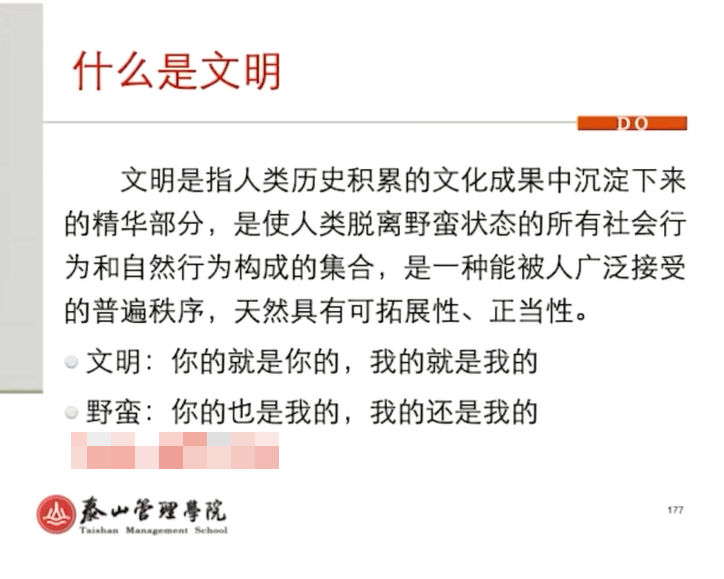 什么是文明
DO
文明是指人类历史积累的文化成果中沉淀下来
的精华部分，是使人类脱离野蛮状态的所有社会行
为和自然行为构成的集合，是一种能被人广泛接受
的普遍秩序，天然具有可拓展性、正当性。
文明：你的就是你的，我的就是我的
野蛮：你的也是我的，我的还是我的
泰山管理學院
Taishan Management School
177